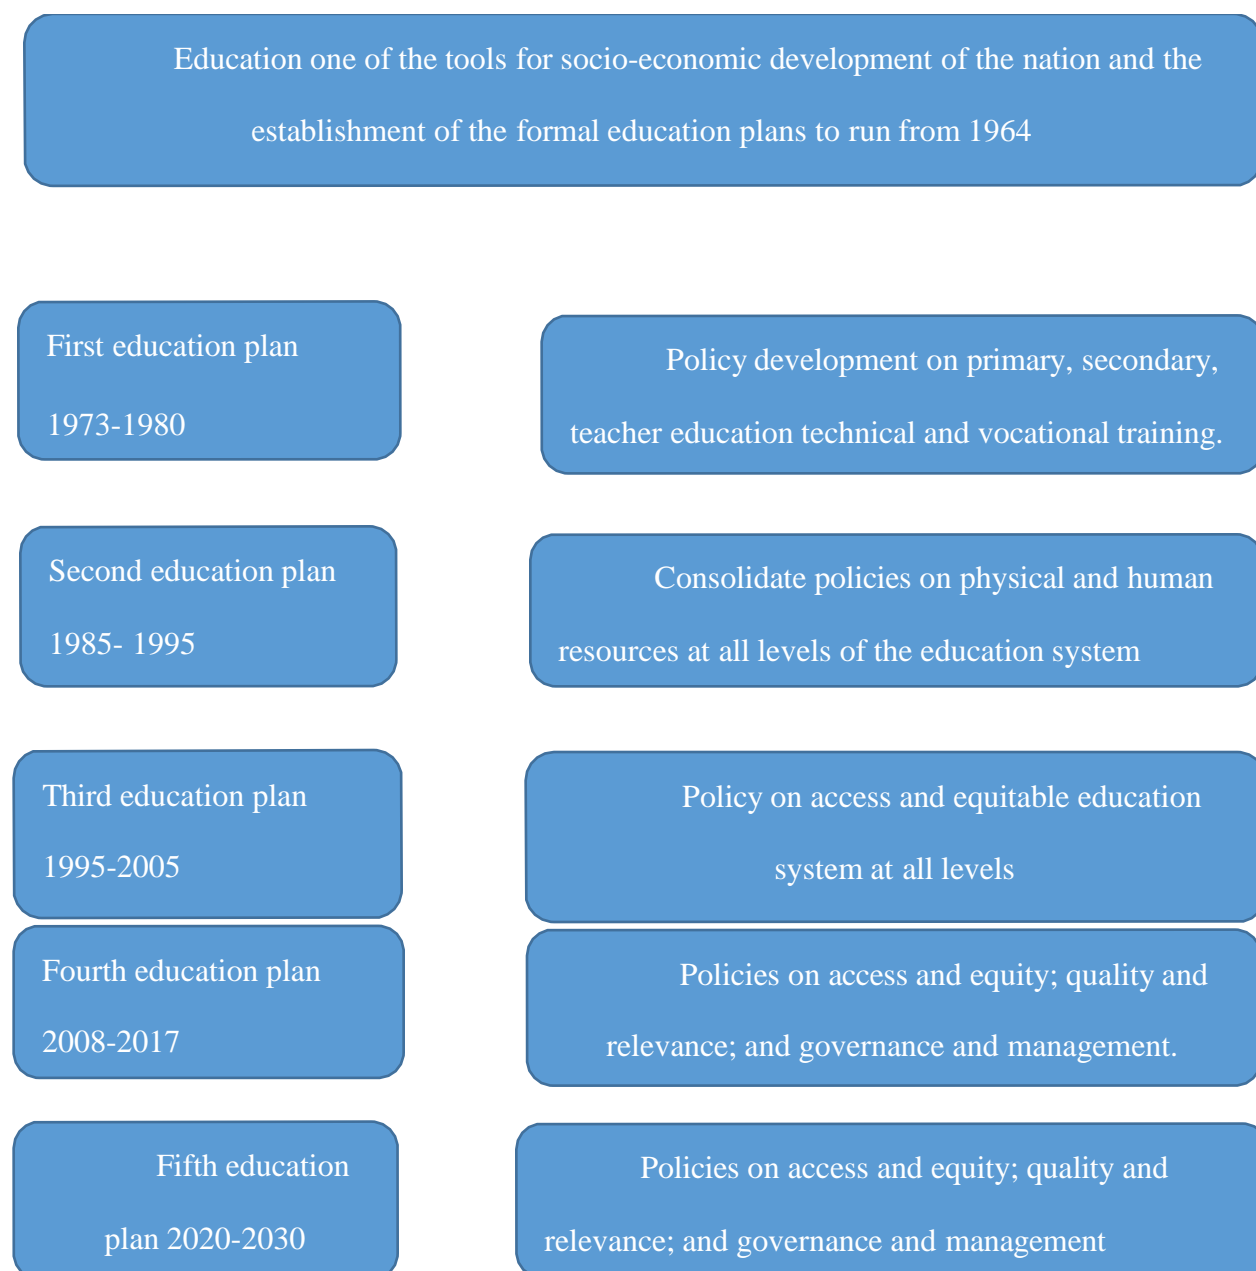 Education one of the tools for socio-economic development of the nation and the
establishment of the formal education plans to run from 1964
First education plan
1973-1980
Policy development on primary, secondary,
teacher education technical and vocational training.
Second education plan
1985- 1995
Consolidate policies on physical and human
resources at all levels of the education system
Third education plan
1995-2005
Policy on access and equitable education
system at all levels
Fourth education plan
2008-2017
Policies on access and equity; quality and
relevance; and governance and management.
Fifth education
plan 2020-2030
Policies on access and equity; quality and
relevance; and governance and management